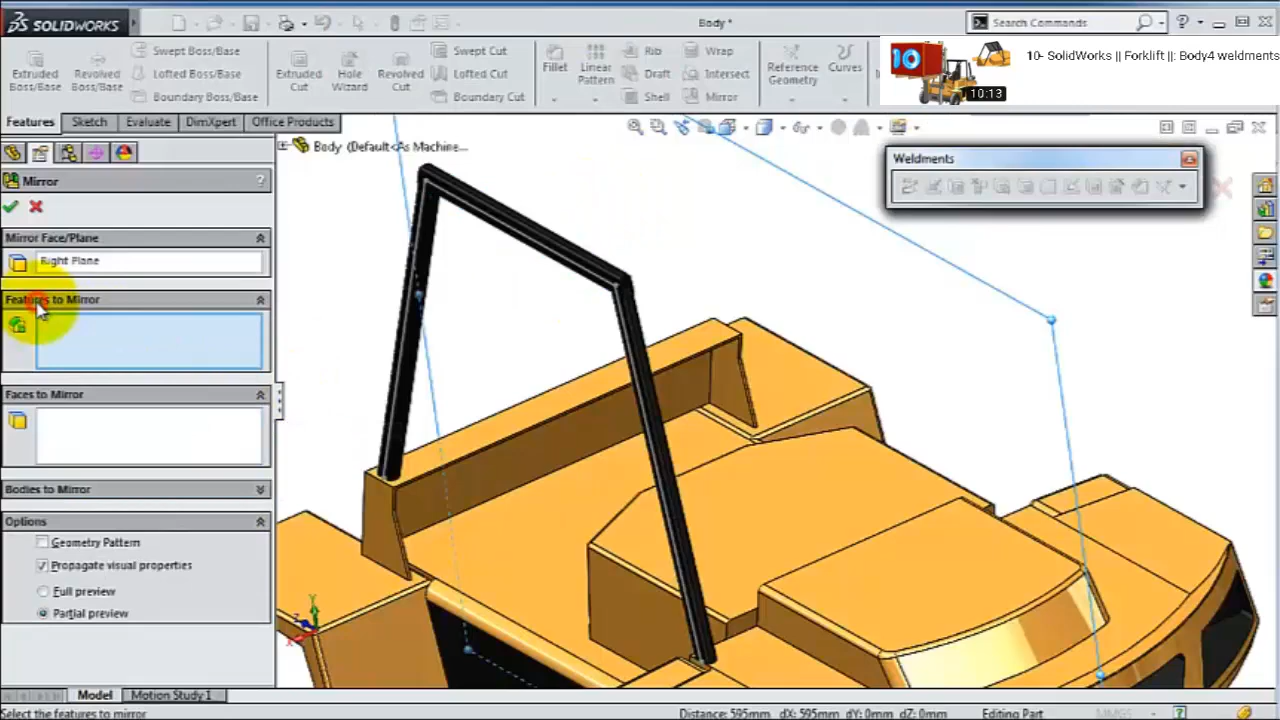 SOLIDWORKS
Body *
Search Commands
Extruded Boss/Base
Revolved Boss/Base
Swept Boss/Base
Lofted Boss/Base
Boundary Boss/Base
Extruded Cut
Hole Wizard
Revolved Cut
Swept Cut
Lofted Cut
Boundary Cut
Fillet
Linear Pattern
Rib
Draft
Shell
Wrap
Intersect
Mirror
Reference Geometry
Curves
10
10:13
10- SolidWorks || Forklift ||: Body4 weldments
Features
Sketch
Evaluate
DimXpert
Office Products
Body (Default<As Machine...
Weldments
Mirror
?
Mirror Face/Plane
Right Plane
Features to Mirror
Faces to Mirror
Bodies to Mirror
Options
Geometry Pattern
Propagate visual properties
Full preview
Partial preview
Y
Z
X
Model
Motion Study 1
Select the features to mirror
Distance: 595mm dX: 595mm dY: 0mm dZ: 0mm
Editing Part
MMGS